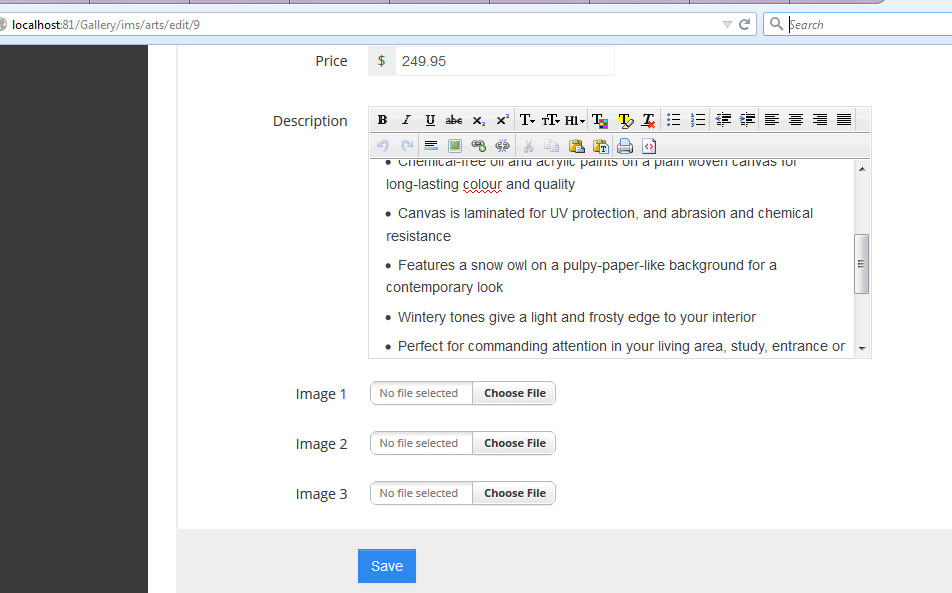 localhost:81/Gallery/ims/arts/edit/9
Search
Price
$
249.95
Description
B I U abc X₂ X² T TT H1 T T T
• Chemical-free oil and acrylic paints on a plain woven canvas for
long-lasting colour and quality
• Canvas is laminated for UV protection, and abrasion and chemical
resistance
• Features a snow owl on a pulpy-paper-like background for a
contemporary look
• Wintery tones give a light and frosty edge to your interior
• Perfect for commanding attention in your living area, study, entrance or
Image 1 No file selected Choose File
Image 2 No file selected Choose File
Image 3 No file selected Choose File
Save